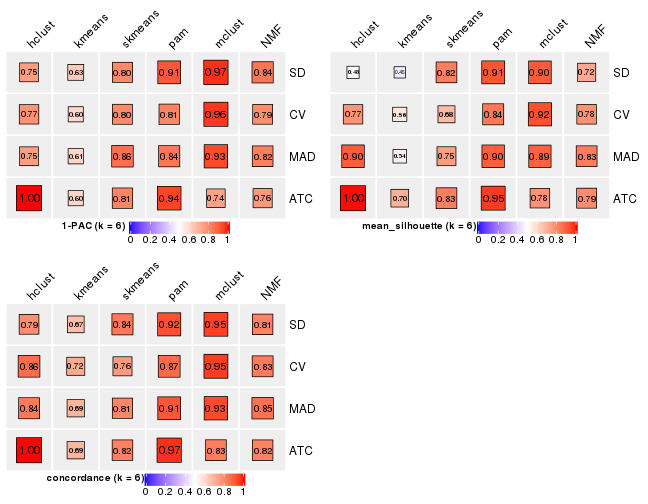 hclust kmeans skmeans pam mclust NMF
0.75 0.63 0.80 0.91 0.97 0.84 SD
0.77 0.60 0.80 0.81 0.96 0.79 CV
0.75 0.61 0.86 0.84 0.93 0.82 MAD
1.00 0.60 0.81 0.94 0.74 0.76 ATC
1-PAC (k = 6)
0 0.2 0.4 0.6 0.8 1
hclust kmeans skmeans pam mclust NMF
0.48 0.45 0.82 0.91 0.90 0.72 SD
0.77 0.56 0.68 0.84 0.92 0.78 CV
0.90 0.54 0.75 0.90 0.89 0.83 MAD
1.00 0.70 0.83 0.95 0.78 0.79 ATC
mean_silhouette (k = 6)
0 0.2 0.4 0.6 0.8 1
hclust kmeans skmeans pam mclust NMF
0.79 0.67 0.84 0.92 0.95 0.81 SD
0.86 0.72 0.76 0.87 0.95 0.83 CV
0.84 0.69 0.81 0.91 0.93 0.85 MAD
1.00 0.69 0.82 0.97 0.83 0.82 ATC
concordance (k = 6)
0 0.2 0.4 0.6 0.8 1